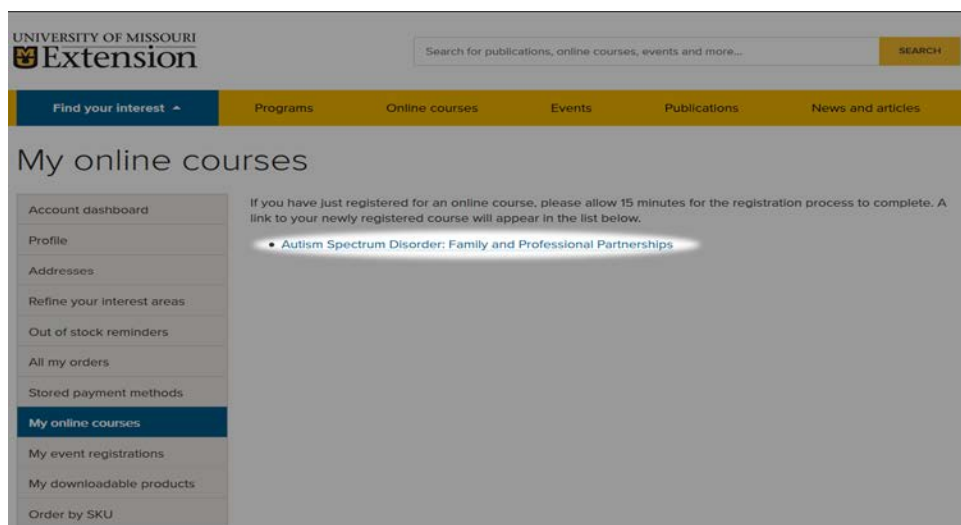 UNIVERSITY OF MISSOURI
Extension
Search for publications, online courses, events and more...
SEARCH
Find your interest
Programs
Online courses
Events
Publications
News and articles
My online courses
Account dashboard
Profile
Addresses
Refine your interest areas
Out of stock reminders
All my orders
Stored payment methods
My online courses
My event registrations
My downloadable products
Order by SKU
If you have just registered for an online course, please allow 15 minutes for the registration process to complete. A
link to your newly registered course will appear in the list below.
• Autism Spectrum Disorder: Family and Professional Partnerships